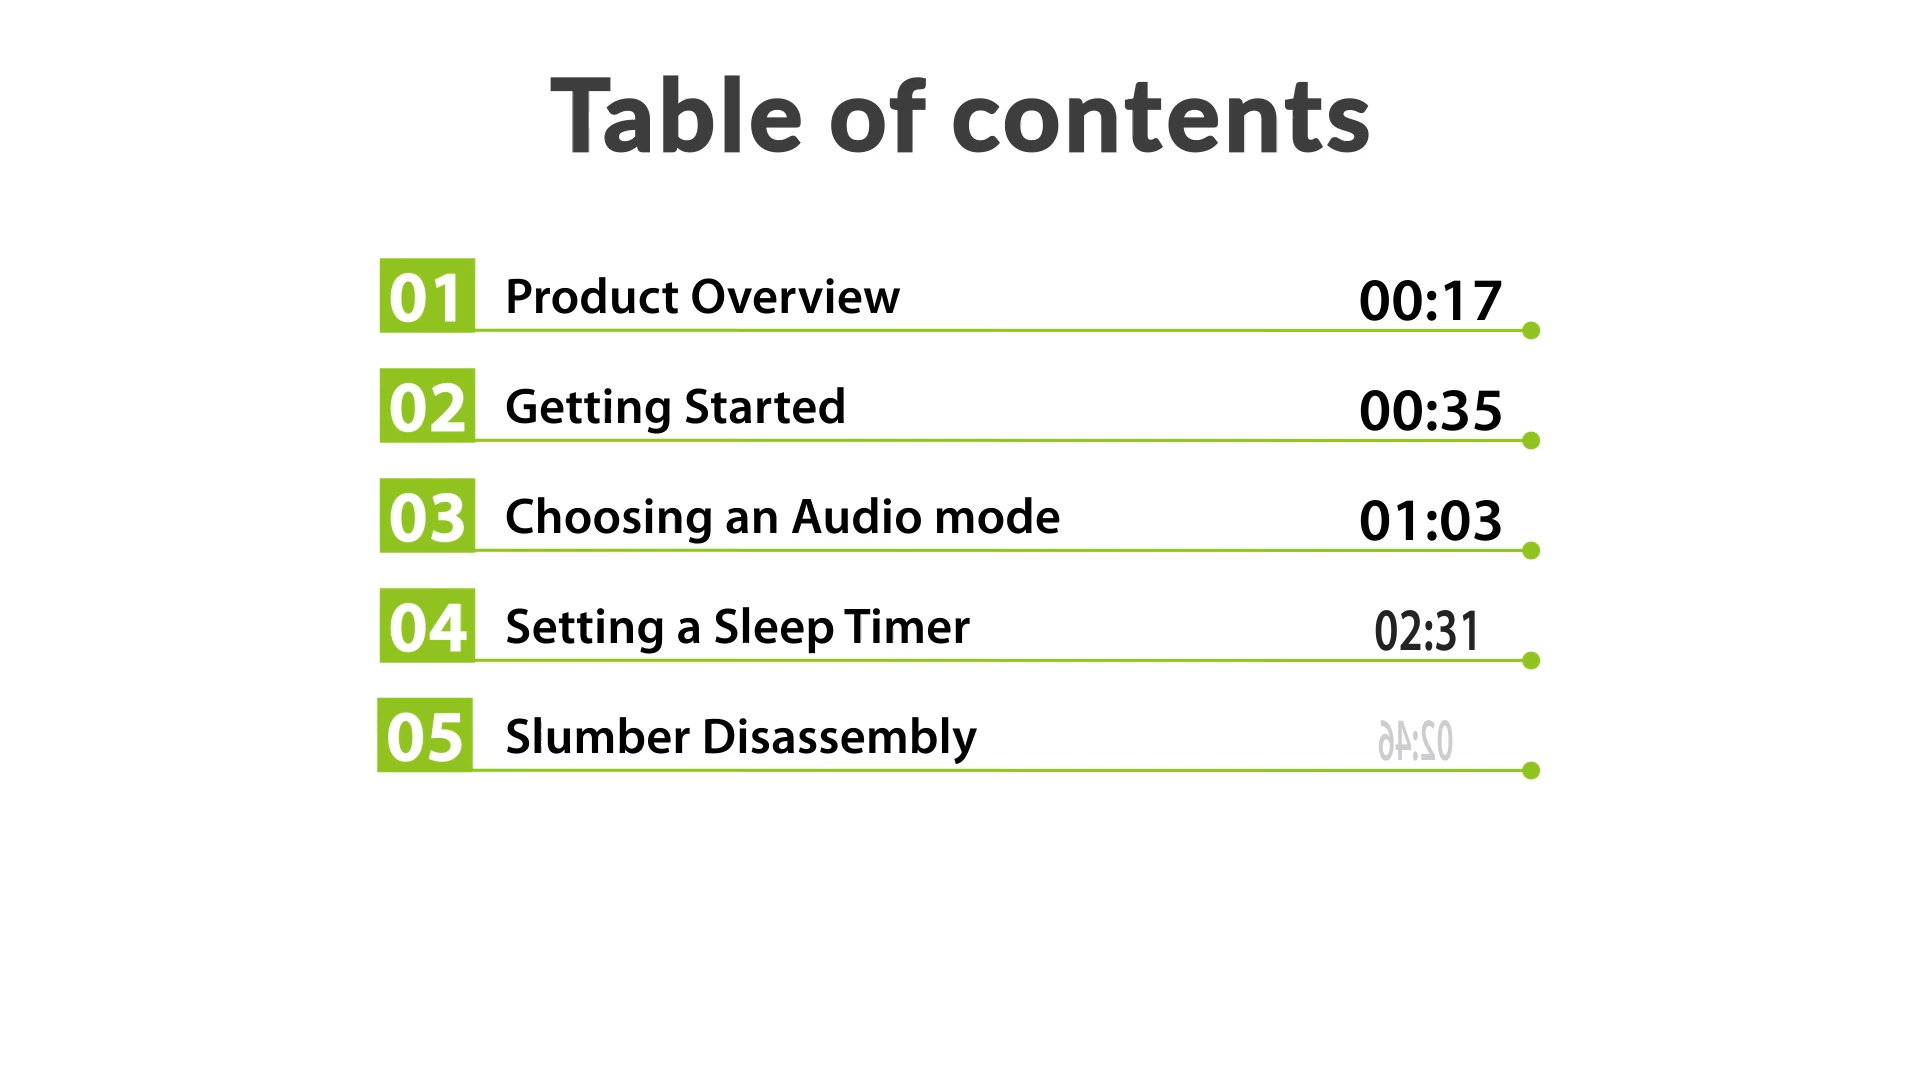 Table of contents
01 Product Overview 00:17
02 Getting Started 00:35
03 Choosing an Audio mode 01:03
04 Setting a Sleep Timer 02:31
05 Slumber Disassembly 02:46